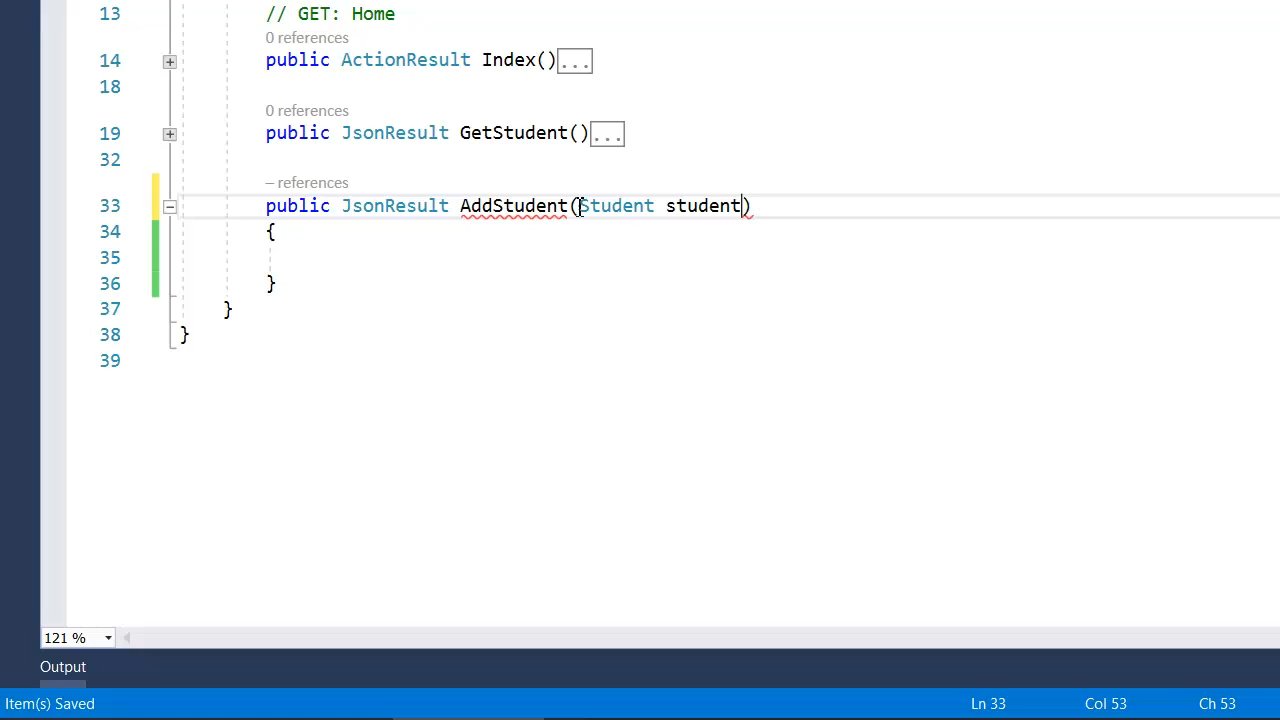 13 // GET: Home
0 references
14 public ActionResult Index()...
18
0 references
19 public JsonResult GetStudent()...
32
– references
33 public JsonResult AddStudent(Student student)
34 {
35
36 }
37 }
38 }
39
121 %
Output
Item(s) Saved Ln 33 Col 53 Ch 53